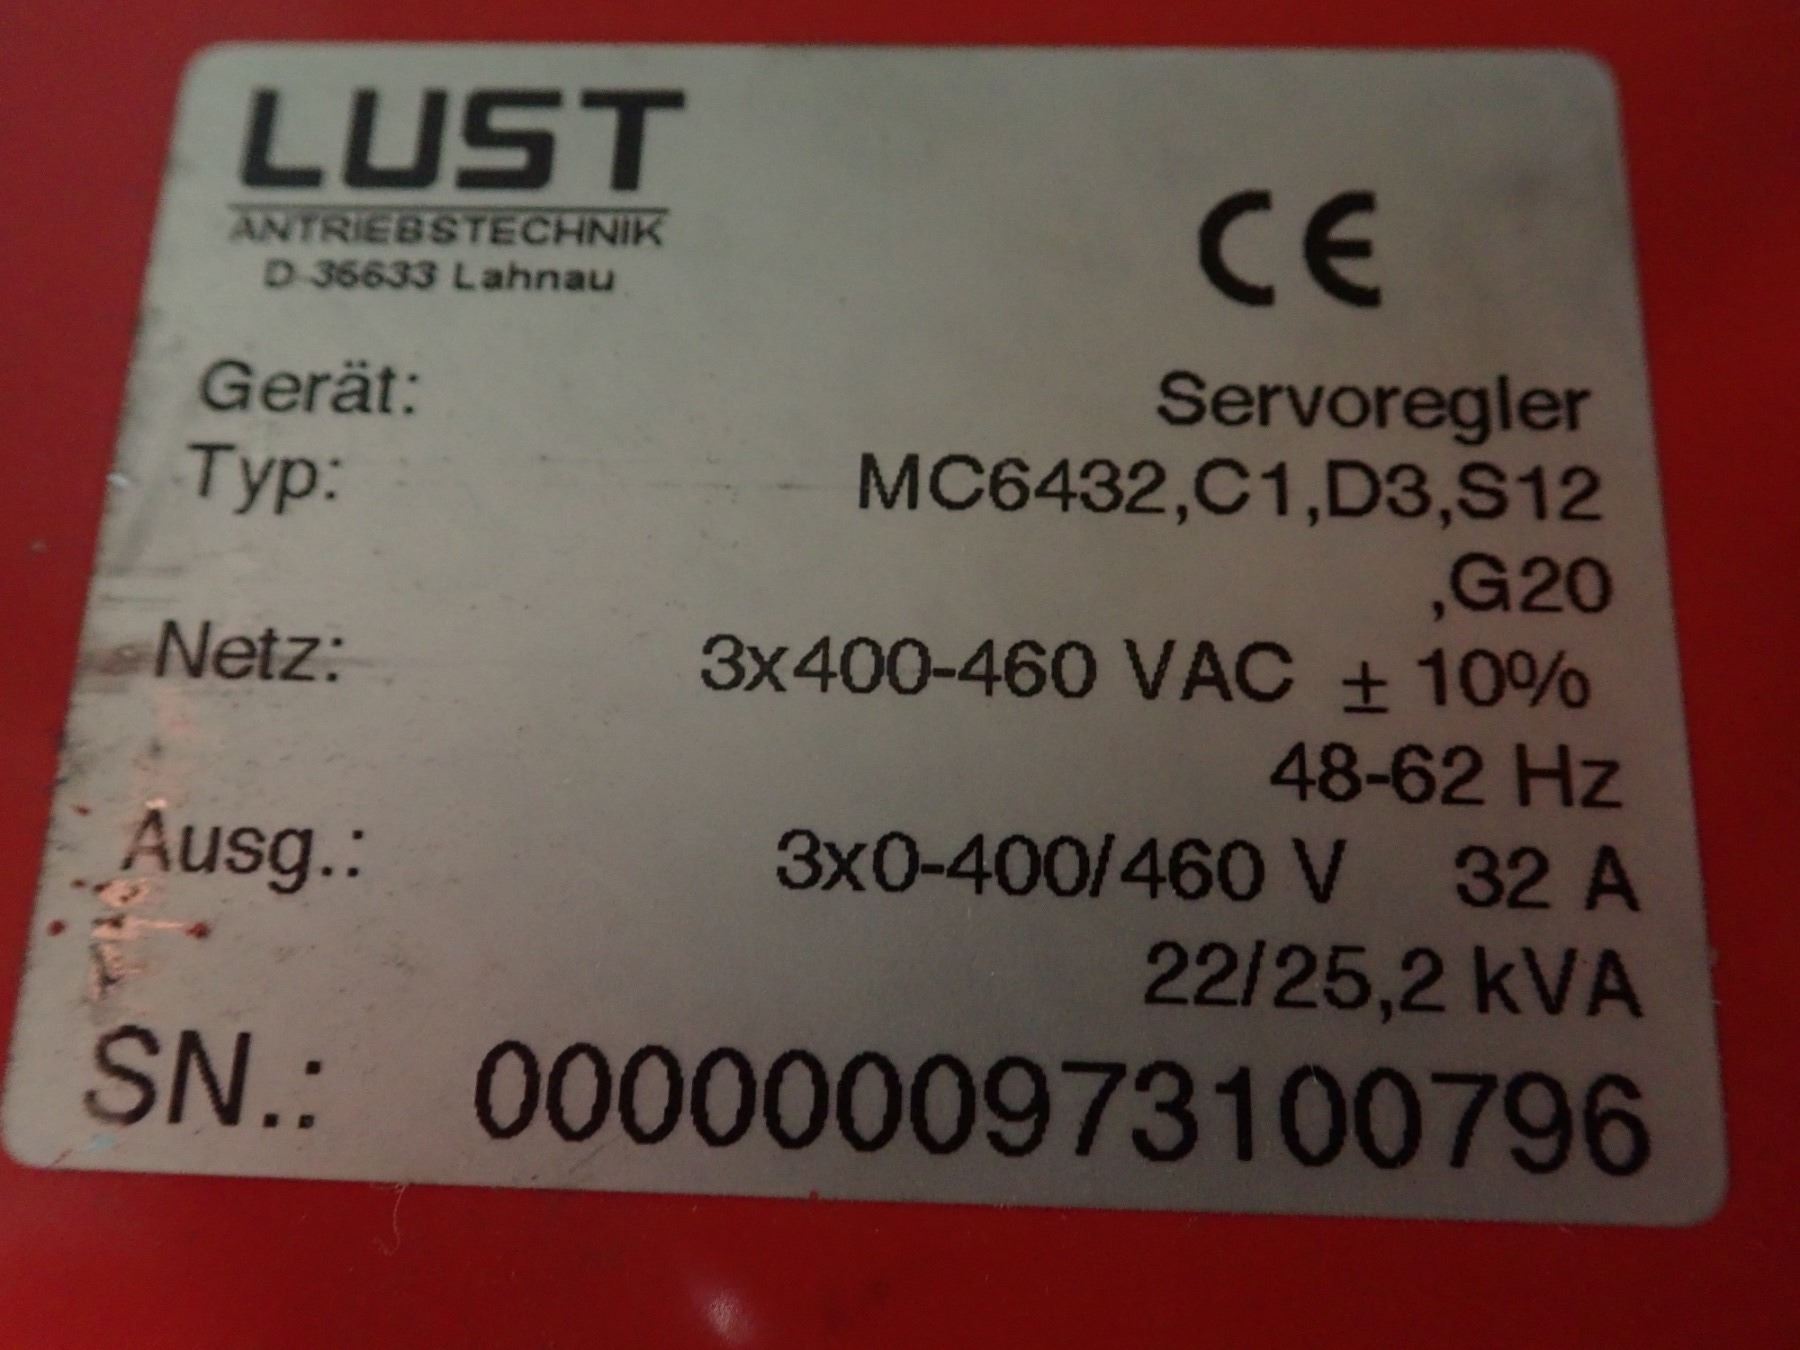 LUST
ANTRIEBSTECHNIK
D-35633 Lahnau
CE
Gerät: Servoregler
Typ: MC6432,C1,D3,S12
,G20
Netz: 3x400-460 VAC ± 10%
48-62 Hz
Ausg.: 3x0-400/460 V 32 A
22/25,2 kVA
SN.: 0000000973100796